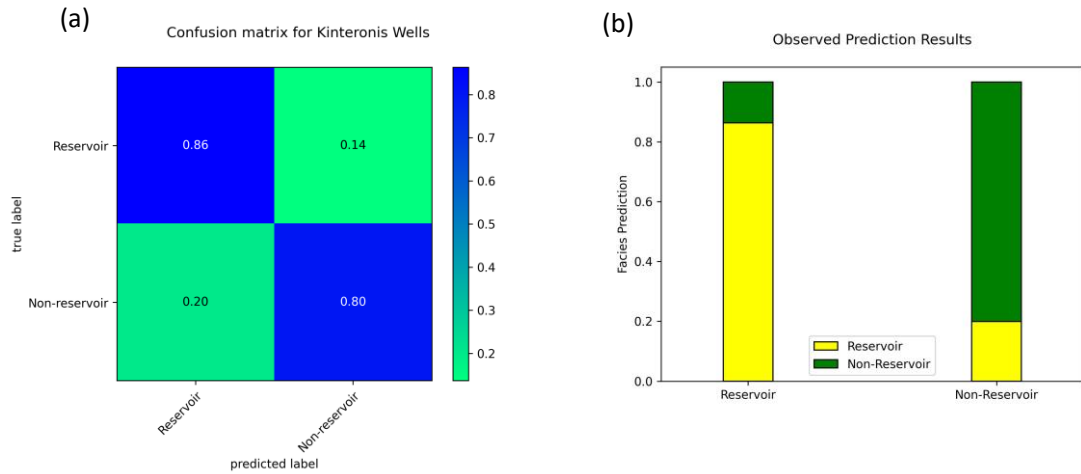 (a)
Confusion matrix for Kinteronis Wells
true label
Reservoir
Non-reservoir
0.86
0.14
0.20
0.80
Reservoir
Non-reservoir
predicted label
0.8
0.7
0.6
0.5
0.4
0.3
0.2
(b)
Observed Prediction Results
Facies Prediction
1.0
0.8
0.6
0.4
0.2
0.0
Reservoir
Non-Reservoir
Reservoir
Non-Reservoir